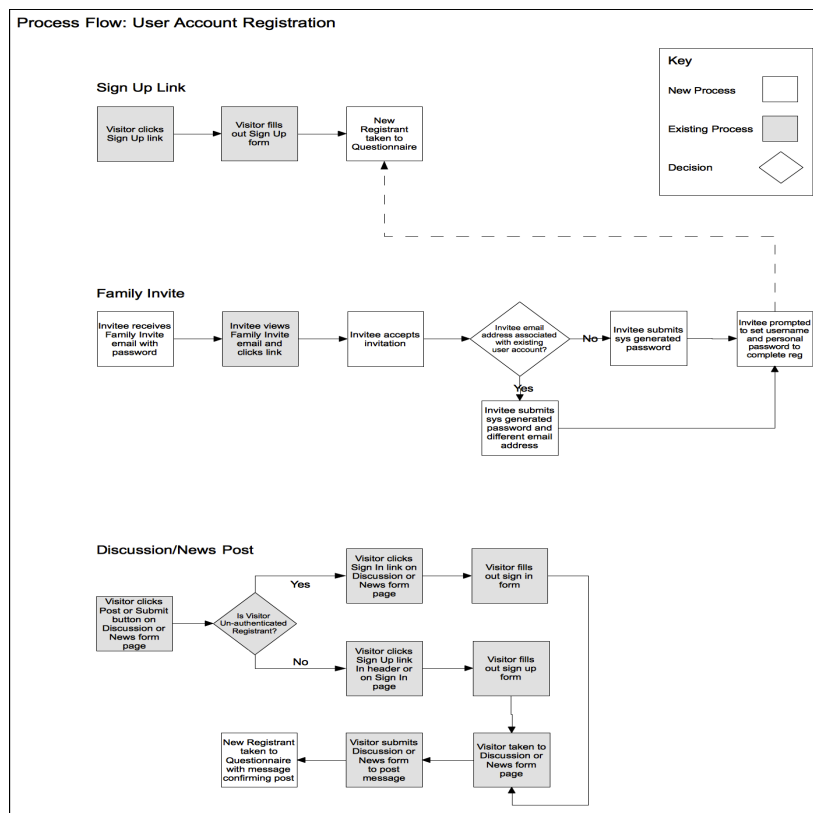 Process Flow: User Account Registration
Key
New Process
Existing Process
Decision
Sign Up Link
Visitor clicks
Sign Up link
Visitor fills
out Sign Up
form
New
Registrant
taken to
Questionnaire
Family Invite
Invitee receives
Family Invite
email with
password
Invitee views
Family Invite
email and
clicks link
Invitee accepts
invitation
Invitee email
address associated
with existing
user account?
No
Invitee submits
sys generated
password
Invitee prompted
to set username
and personal
password to
complete reg
Yes
Invitee submits
sys generated
password and
different email
address
Discussion/News Post
Visitor clicks
Post or Submit
button on
Discussion or
News form
page
Is Visitor
Un-authenticated
Registrant?
Yes
Visitor clicks
Sign In link on
Discussion or
News form
page
Visitor fills
out sign in
form
No
Visitor clicks
Sign Up link
In header or
on Sign In
page
Visitor fills
out sign up
form
New Registrant
taken to
Questionnaire
with message
confirming post
Visitor submits
Discussion or
News form
to post
message
Visitor taken to
Discussion or
News form
page